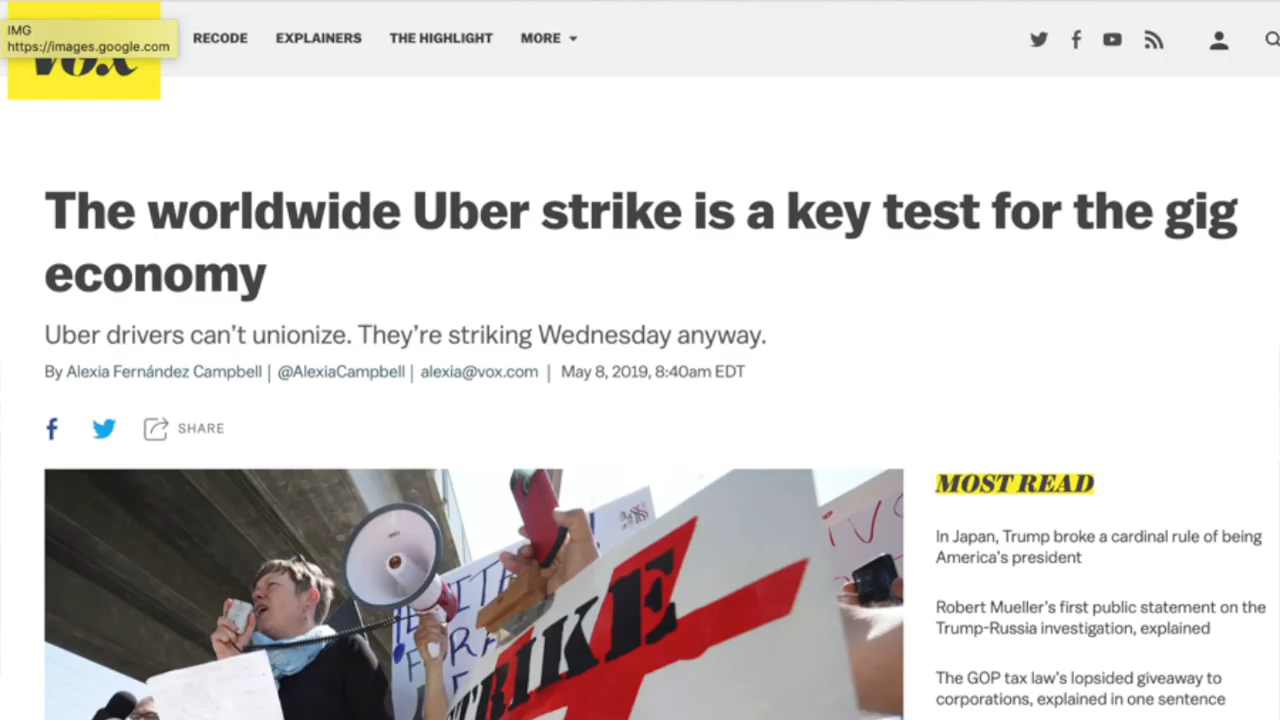 IMG
https://images.google.com
Vox
RECODE
EXPLAINERS
THE HIGHLIGHT
MORE
The worldwide Uber strike is a key test for the gig
economy
Uber drivers can’t unionize. They’re striking Wednesday anyway.
By Alexia Fernández Campbell | @AlexiaCampbell | alexia@vox.com | May 8, 2019, 8:40am EDT
SHARE
TRIKE
MOST READ
In Japan, Trump broke a cardinal rule of being
America’s president
Robert Mueller’s first public statement on the
Trump-Russia investigation, explained
The GOP tax law’s lopsided giveaway to
corporations, explained in one sentence